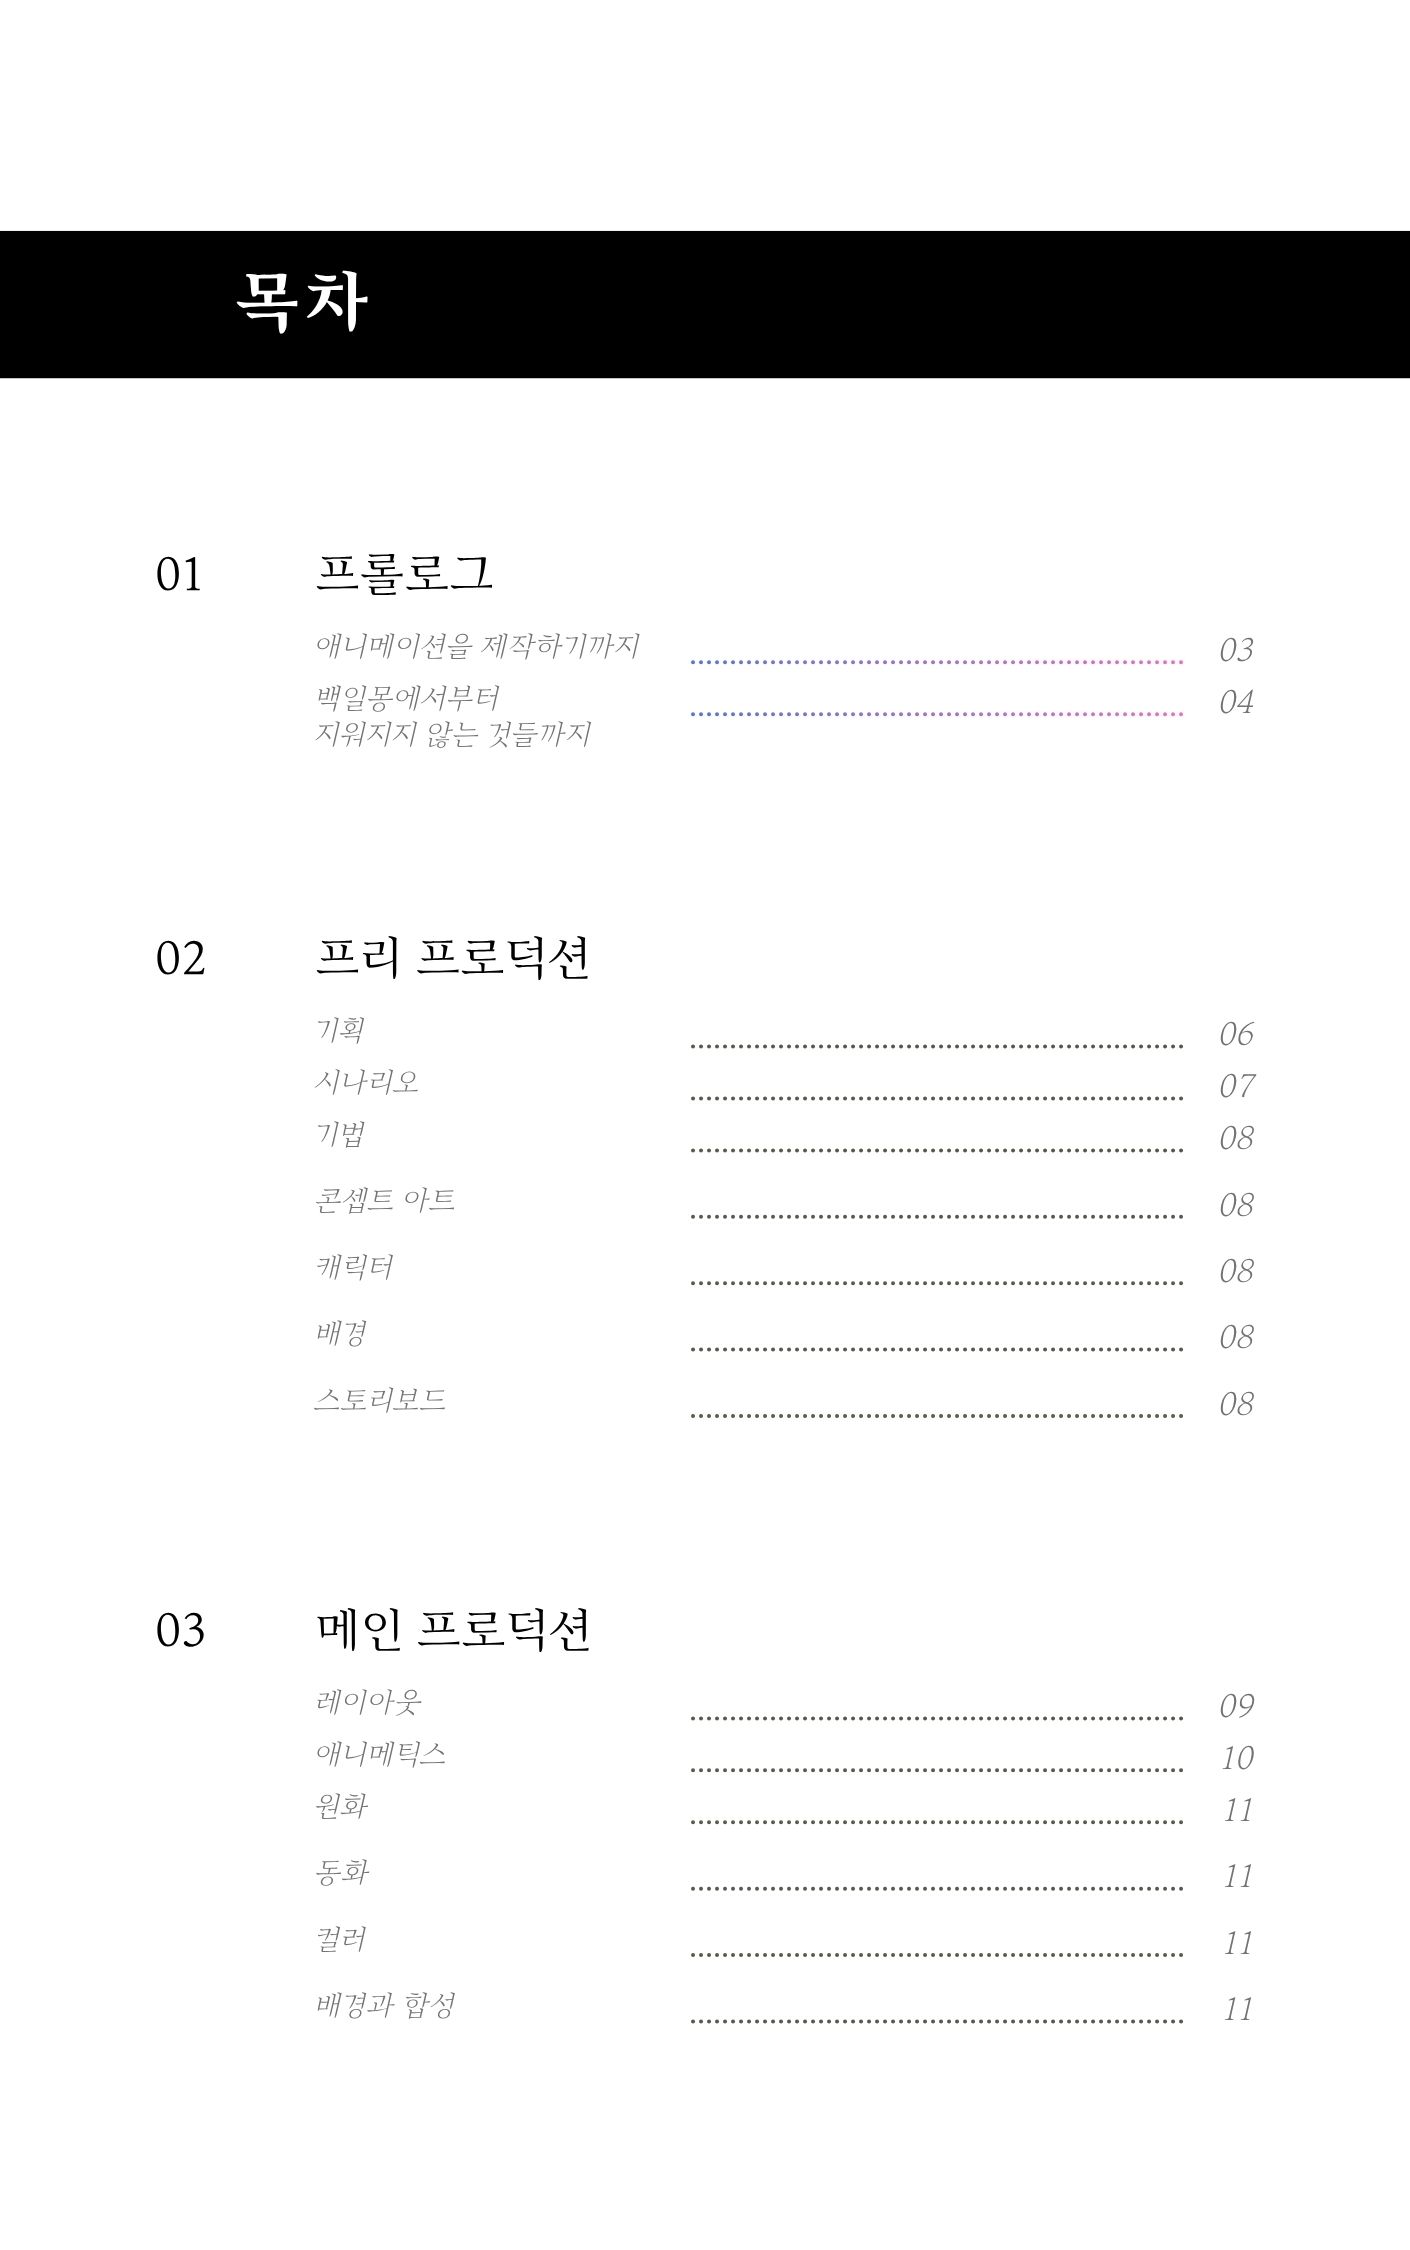 목차
01 프롤로그
애니메이션을 제작하기까지 03
백일몽에서부터 04
지워지지 않는 것들까지
02 프리 프로덕션
기획 06
시나리오 07
기법 08
콘셉트 아트 08
캐릭터 08
배경 08
스토리보드 08
03 메인 프로덕션
레이아웃 09
애니메틱스 10
원화 11
동화 11
컬러 11
배경과 합성 11